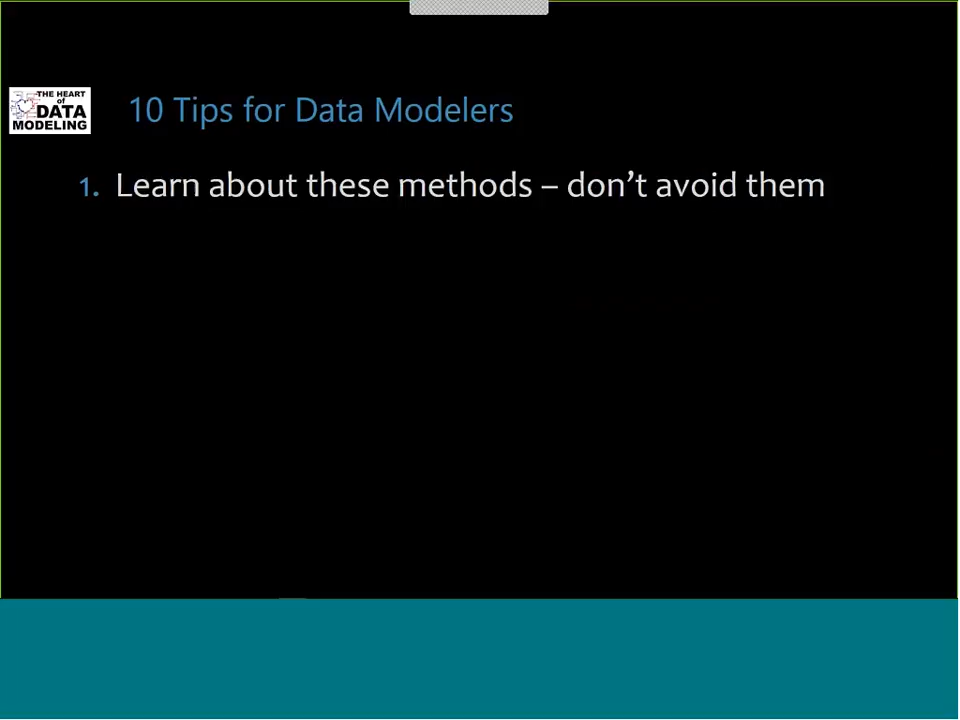 THE HEART
of
DATA
MODELING
10 Tips for Data Modelers
1. Learn about these methods – don’t avoid them